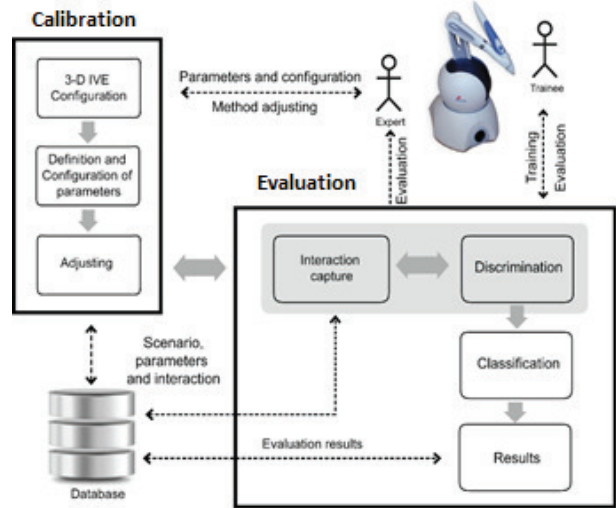 Calibration
3-D IVE
Configuration
Definition and
Configuration of
parameters
Adjusting
Parameters and configuration
Method adjusting
Expert
Trainee
Evaluation
Training
Evaluation
Evaluation
Interaction
capture
Discrimination
Classification
Results
Scenario,
parameters
and interaction
Evaluation results
Database